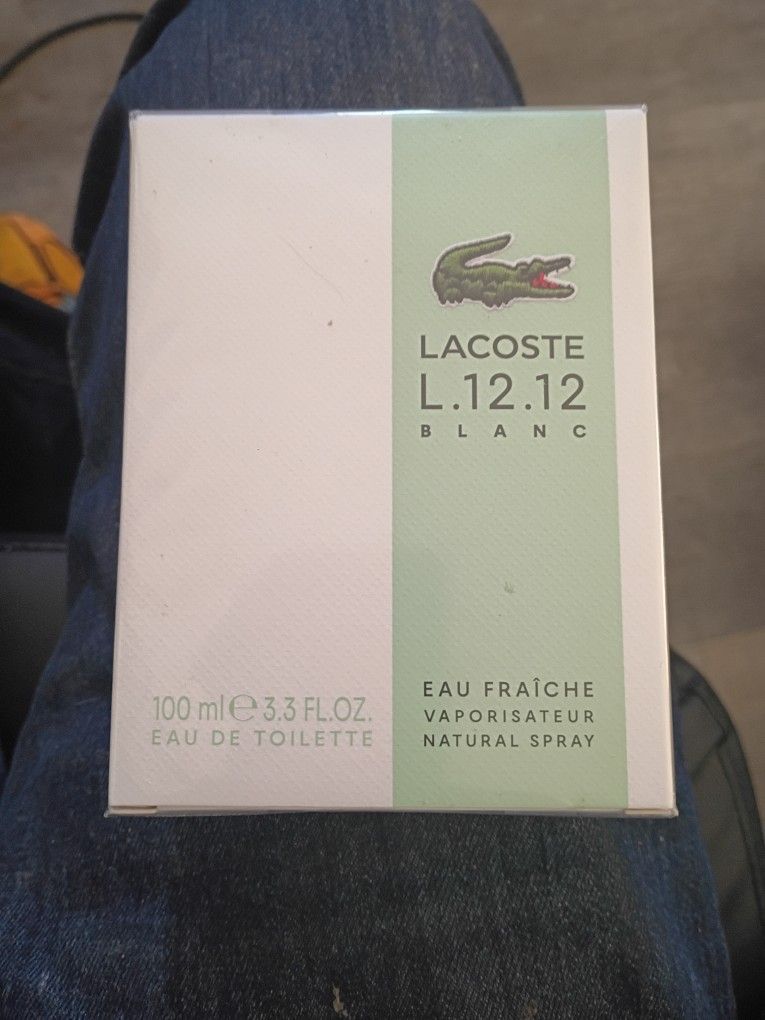 LACOSTE
L.12.12
BLANC
100 ml ℮ 3.3 FL.OZ.
EAU DE TOILETTE
EAU FRAÎCHE
VAPORISATEUR
NATURAL SPRAY